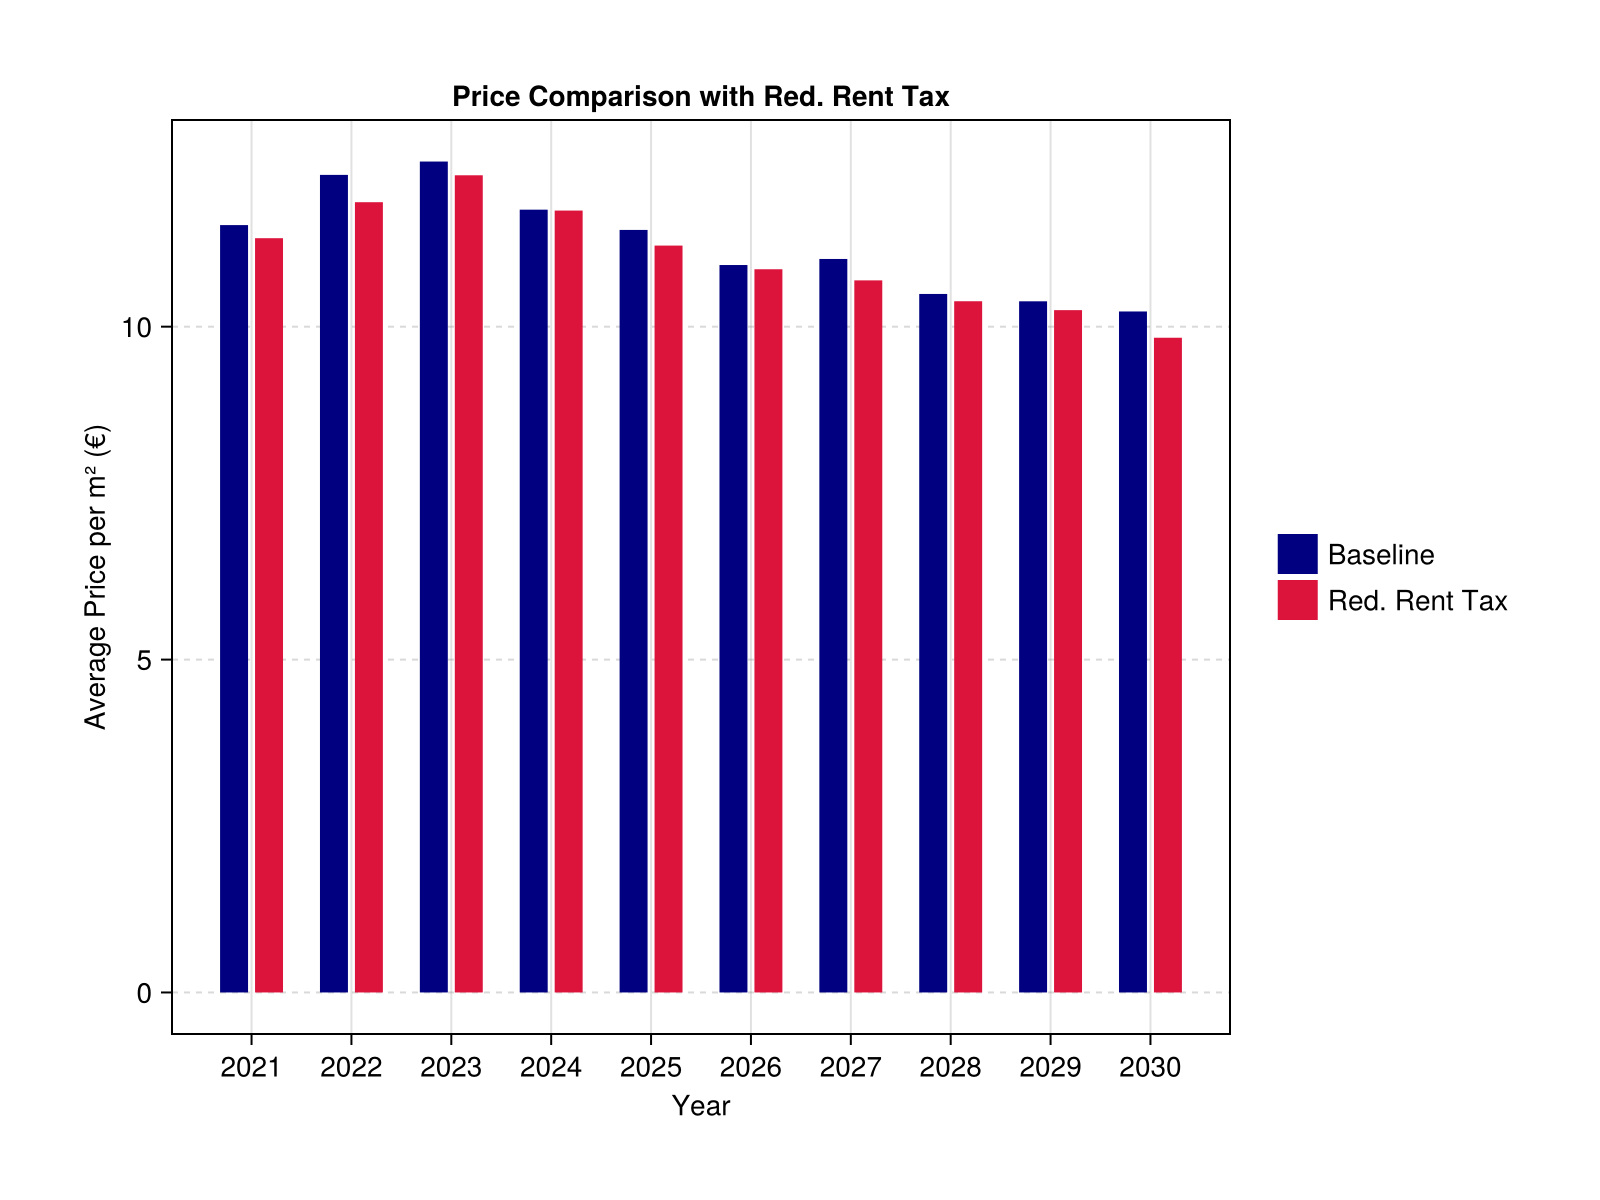 Price Comparison with Red. Rent Tax
Average Price per m² (€)
10
5
0
2021 2022 2023 2024 2025 2026 2027 2028 2029 2030
Year
Baseline
Red. Rent Tax